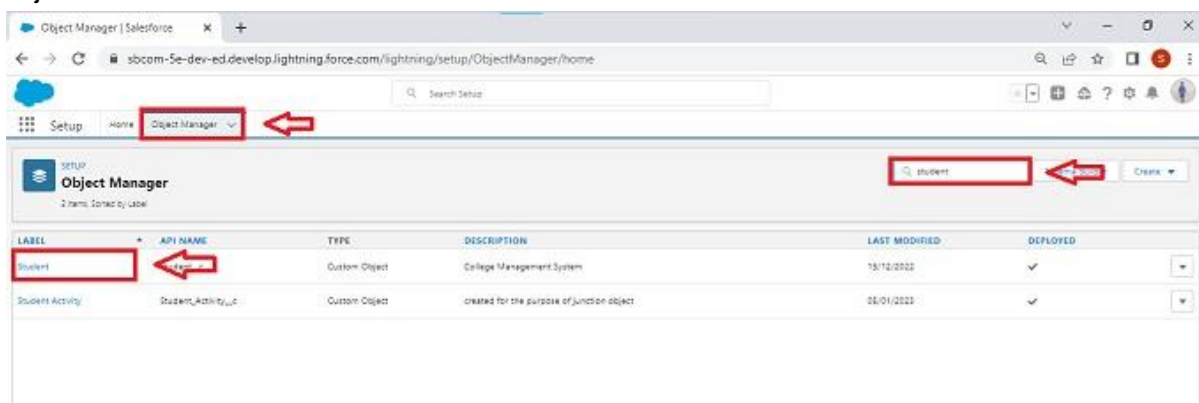 Object Manager | Salesforce
sbcom-5e-dev-ed.develop.lightning.force.com/lightning/setup/ObjectManager/home
S
Search Setup
Setup Home Object Manager
SETUP
Object Manager
2 Items, Sorted by Label
student
Create
LABEL API NAME TYPE DESCRIPTION LAST MODIFIED DEPLOYED
Student Custom Object College Management System 15/12/2022
Student Activity Student_Activity__c Custom Object created for the purpose of junction object 05/01/2023